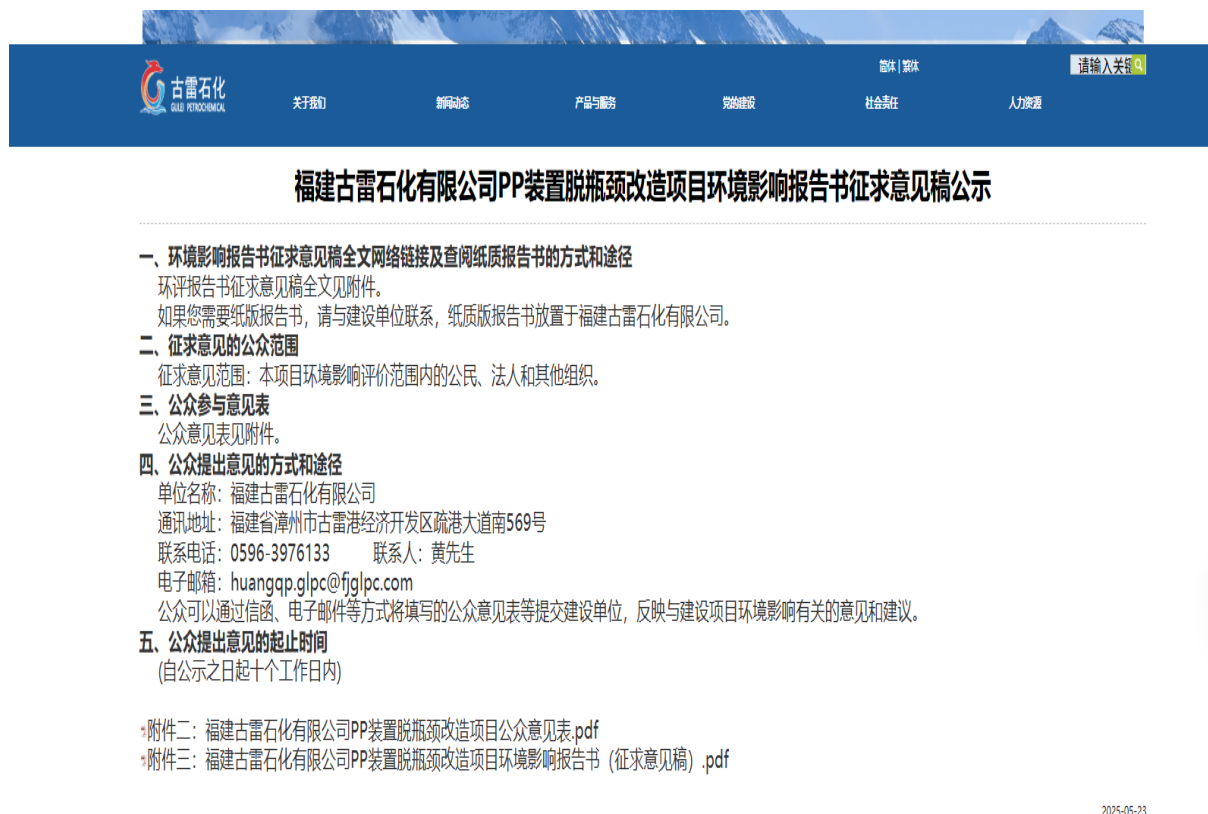 简体 | 繁体
请输入关键
古雷石化
GULEI PETROCHEMICAL
关于我们 新闻动态 产品与服务 党的建设 社会责任 人力资源
福建古雷石化有限公司PP装置脱瓶颈改造项目环境影响报告书征求意见稿公示
一、环境影响报告书征求意见稿全文网络链接及查阅纸质报告书的方式和途径
环评报告书征求意见稿全文见附件。
如果您需要纸版报告书，请与建设单位联系，纸质版报告书放置于福建古雷石化有限公司。
二、征求意见的公众范围
征求意见范围：本项目环境影响评价范围内的公民、法人和其他组织。
三、公众参与意见表
公众意见表见附件。
四、公众提出意见的方式和途径
单位名称：福建古雷石化有限公司
通讯地址：福建省漳州市古雷港经济开发区疏港大道南569号
联系电话：0596-3976133 联系人：黄先生
电子邮箱：huangqp.glpc@fjglpc.com
公众可以通过信函、电子邮件等方式将填写的公众意见表等提交建设单位，反映与建设项目环境影响有关的意见和建议。
五、公众提出意见的起止时间
(自公示之日起十个工作日内)
附件二：福建古雷石化有限公司PP装置脱瓶颈改造项目公众意见表.pdf
附件三：福建古雷石化有限公司PP装置脱瓶颈改造项目环境影响报告书（征求意见稿）.pdf
2025-05-23